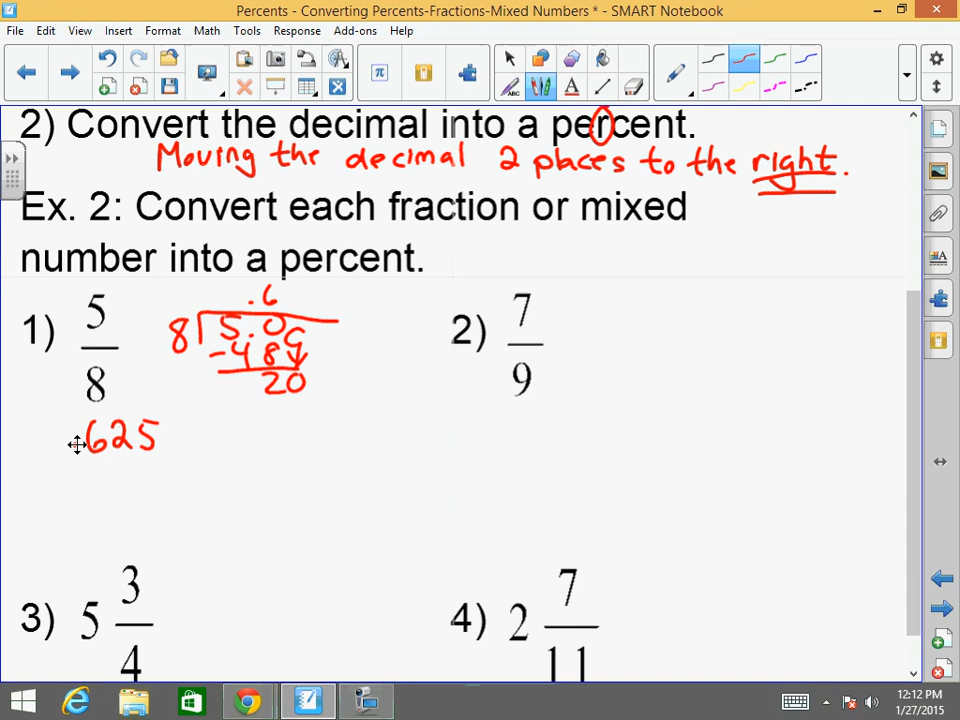 Percents - Converting Percents-Fractions-Mixed Numbers * - SMART Notebook
File Edit View Insert Format Math Tools Response Add-ons Help
2) Convert the decimal into a percent.
Moving the decimal 2 places to the right.
Ex. 2: Convert each fraction or mixed
number into a percent.
1) 5/8
.6
8 5.00
-48
20
.625
2) 7/9
3) 5 3/4
4) 2 7/11
12:12 PM
1/27/2015